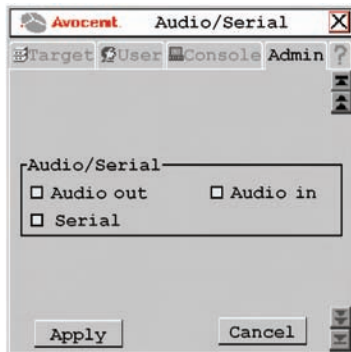 Avocent. Audio/Serial X
Target User Console Admin ?
Audio/Serial
Audio out Audio in
Serial
Apply Cancel